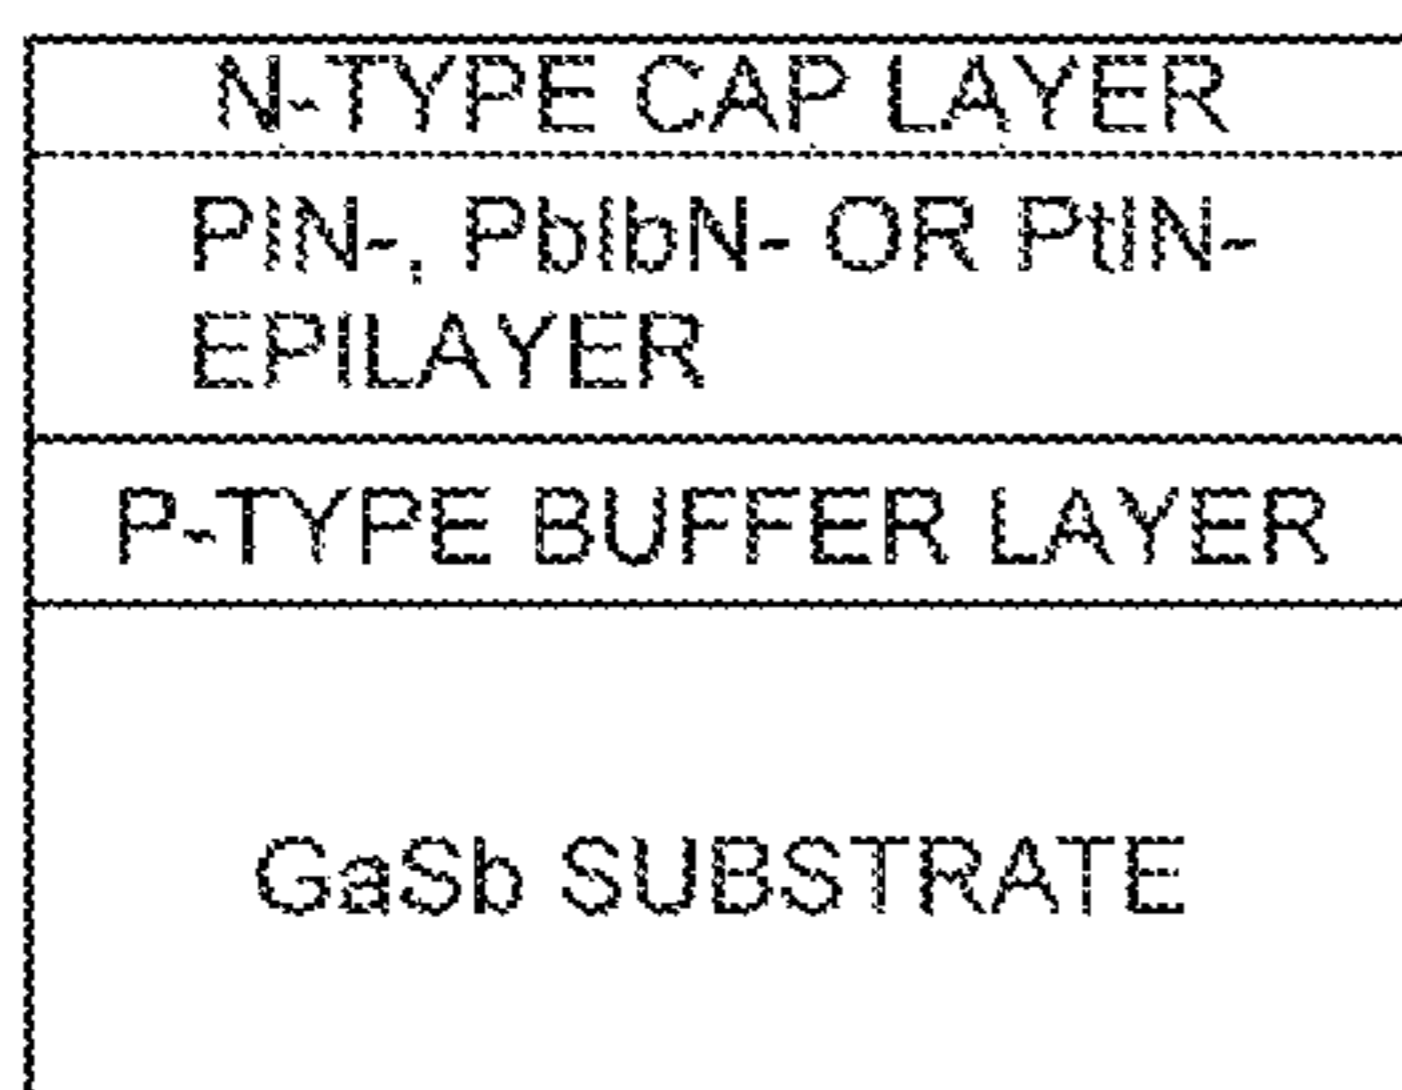 N-TYPE CAP LAYER
PIN-, PbIbN- OR PtIN-
EPILAYER
P-TYPE BUFFER LAYER
GaSb SUBSTRATE